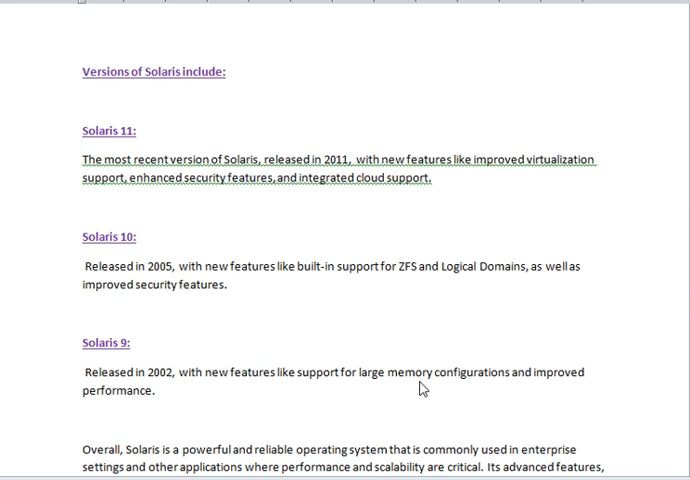 Versions of Solaris include:
Solaris 11:
The most recent version of Solaris, released in 2011, with new features like improved virtualization
support, enhanced security features, and integrated cloud support.
Solaris 10:
Released in 2005, with new features like built-in support for ZFS and Logical Domains, as well as
improved security features.
Solaris 9:
Released in 2002, with new features like support for large memory configurations and improved
performance.
Overall, Solaris is a powerful and reliable operating system that is commonly used in enterprise
settings and other applications where performance and scalability are critical. Its advanced features,